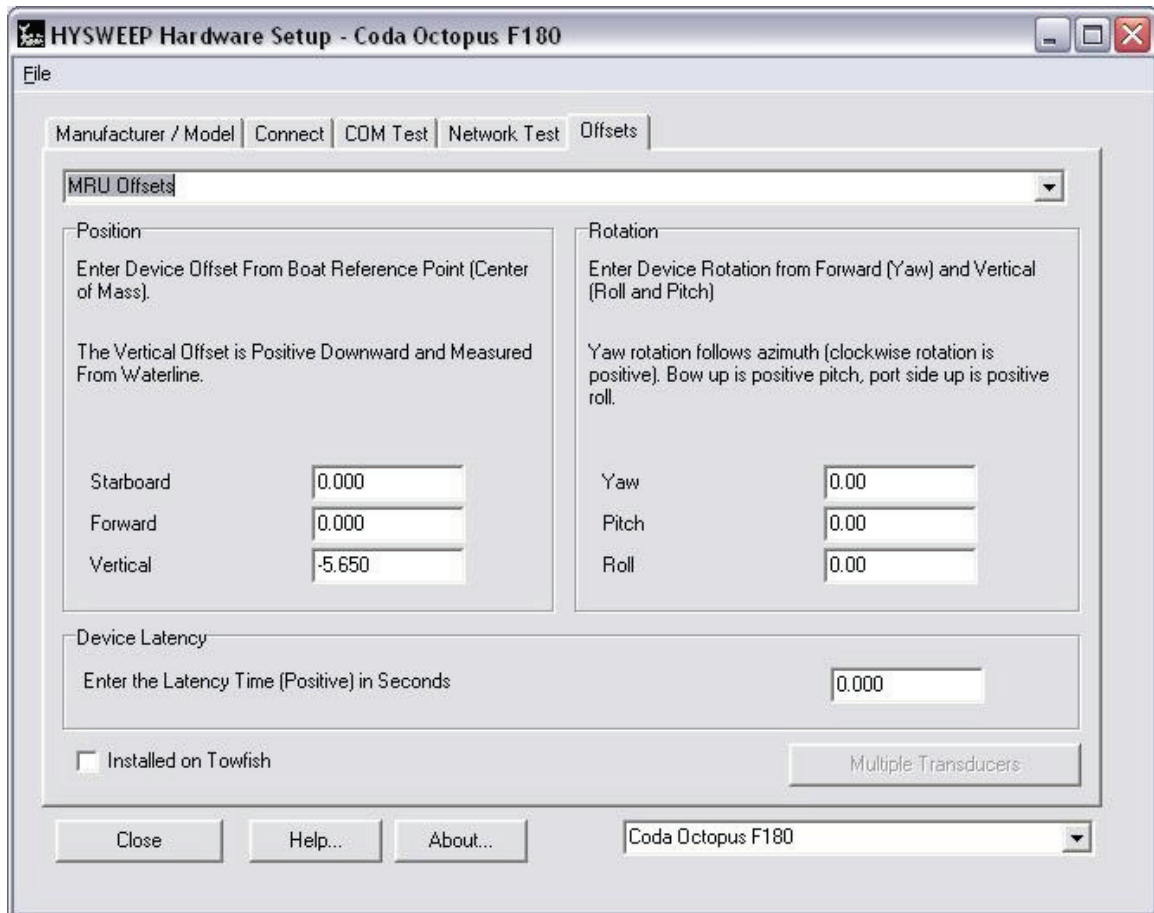 HYSWEEP Hardware Setup - Coda Octopus F180
File
Manufacturer / Model Connect COM Test Network Test Offsets
MRU Offsets
Position
Enter Device Offset From Boat Reference Point (Center
of Mass).
The Vertical Offset is Positive Downward and Measured
From Waterline.
Starboard 0.000
Forward 0.000
Vertical -5.650
Rotation
Enter Device Rotation from Forward (Yaw) and Vertical
(Roll and Pitch)
Yaw rotation follows azimuth (clockwise rotation is
positive). Bow up is positive pitch, port side up is positive
roll.
Yaw 0.00
Pitch 0.00
Roll 0.00
Device Latency
Enter the Latency Time (Positive) in Seconds 0.000
Installed on Towfish
Multiple Transducers
Close Help... About... Coda Octopus F180